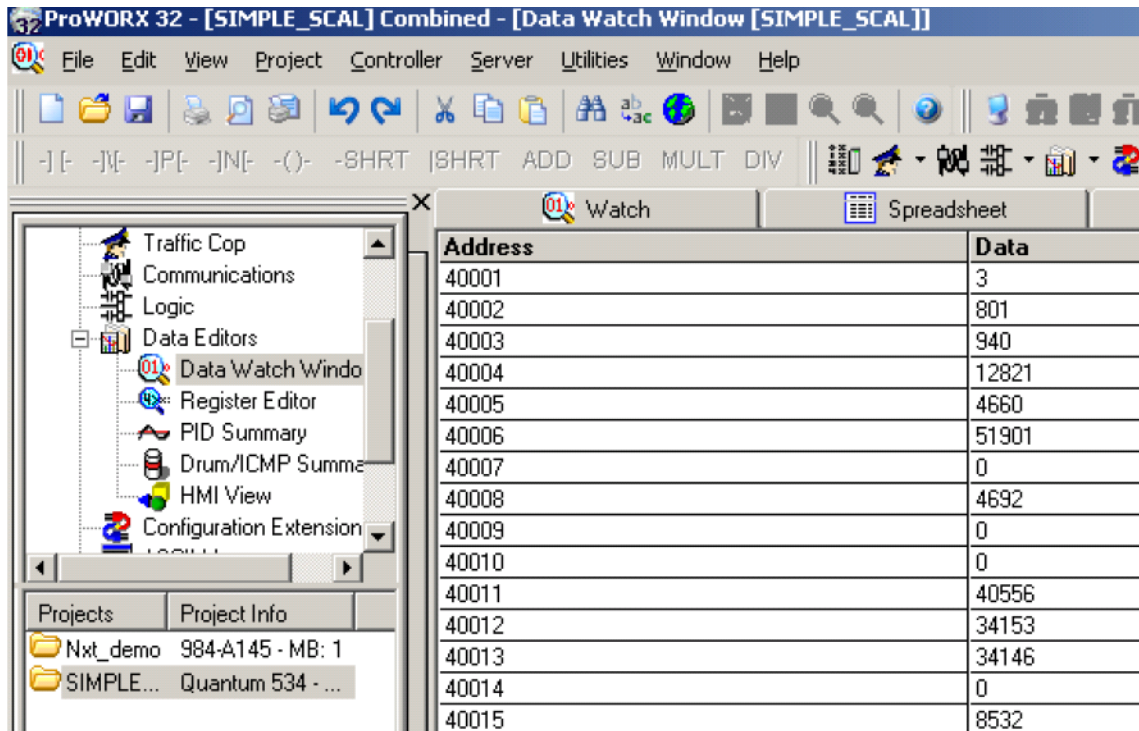 ProWORX 32 - [SIMPLE_SCAL] Combined - [Data Watch Window [SIMPLE_SCAL]]
File Edit View Project Controller Server Utilities Window Help
-] [- -]\[- -]P[- -]N[- -()- -SHRT |SHRT ADD SUB MULT DIV
Traffic Cop
Communications
Logic
Data Editors
Data Watch Windo
Register Editor
PID Summary
Drum/ICMP Summa
HMI View
Configuration Extension
Projects Project Info
Nxt_demo 984-A145 - MB: 1
SIMPLE... Quantum 534 - ...
Watch Spreadsheet
Address Data
40001 3
40002 801
40003 940
40004 12821
40005 4660
40006 51901
40007 0
40008 4692
40009 0
40010 0
40011 40556
40012 34153
40013 34146
40014 0
40015 8532